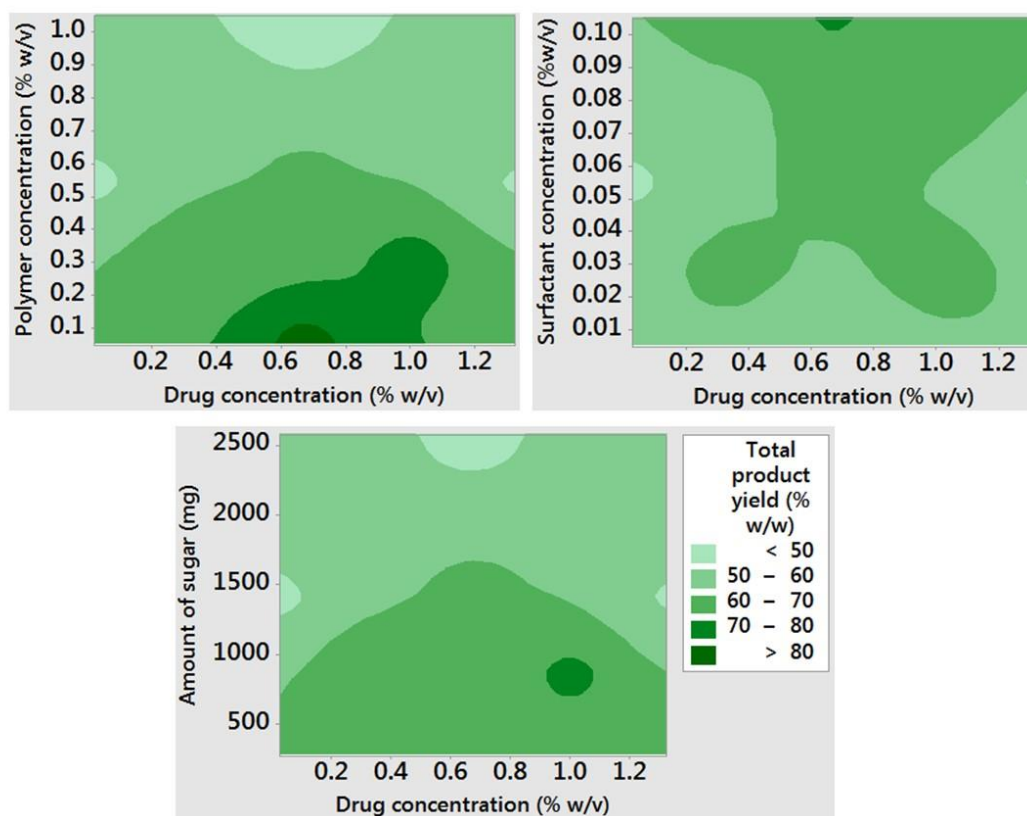 Polymer concentration (% w/v)
1.0
0.9
0.8
0.7
0.6
0.5
0.4
0.3
0.2
0.1
0.2 0.4 0.6 0.8 1.0 1.2
Drug concentration (% w/v)
Surfactant concentration (%w/v)
0.10
0.09
0.08
0.07
0.06
0.05
0.04
0.03
0.02
0.01
0.2 0.4 0.6 0.8 1.0 1.2
Drug concentration (% w/v)
Amount of sugar (mg)
2500
2000
1500
1000
500
0.2 0.4 0.6 0.8 1.0 1.2
Drug concentration (% w/v)
Total
product
yield (%
w/w)
< 50
50 – 60
60 – 70
70 – 80
> 80